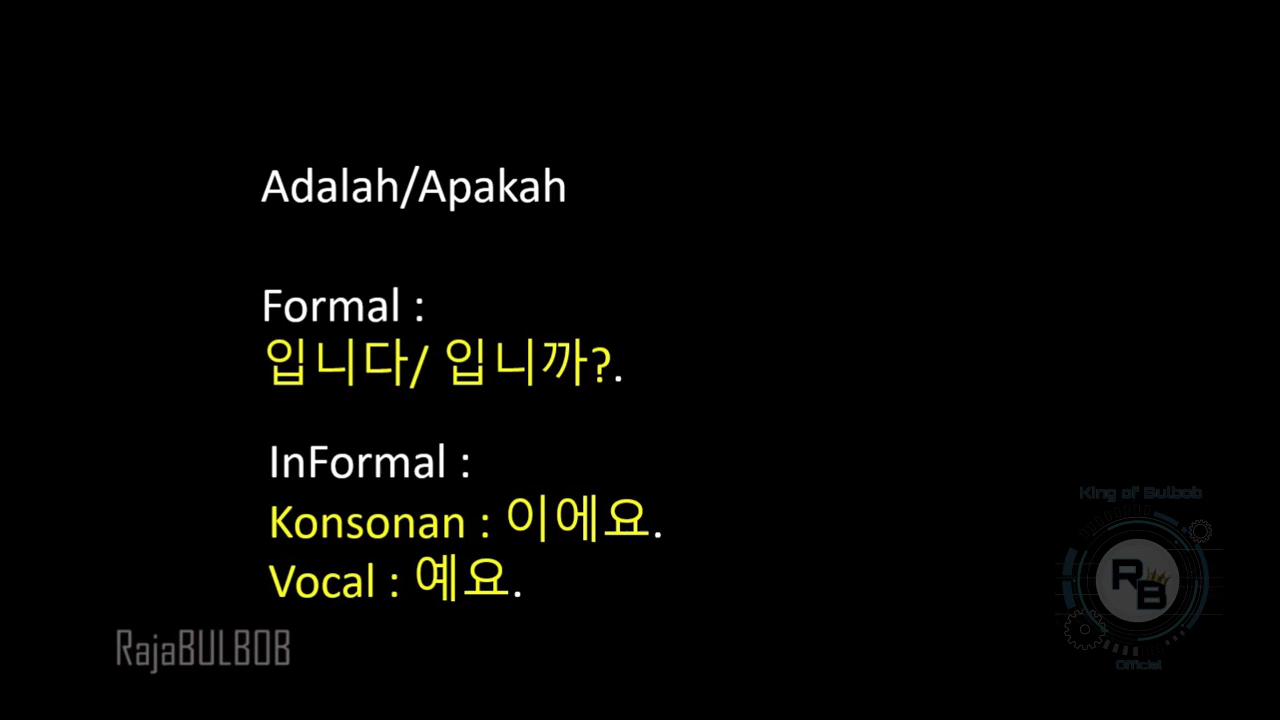 Adalah/Apakah
Formal :
입니다/ 입니까?.
InFormal :
Konsonan : 이에요.
Vocal : 예요.
RajaBULBOB
King of Bulbob
RB
Official